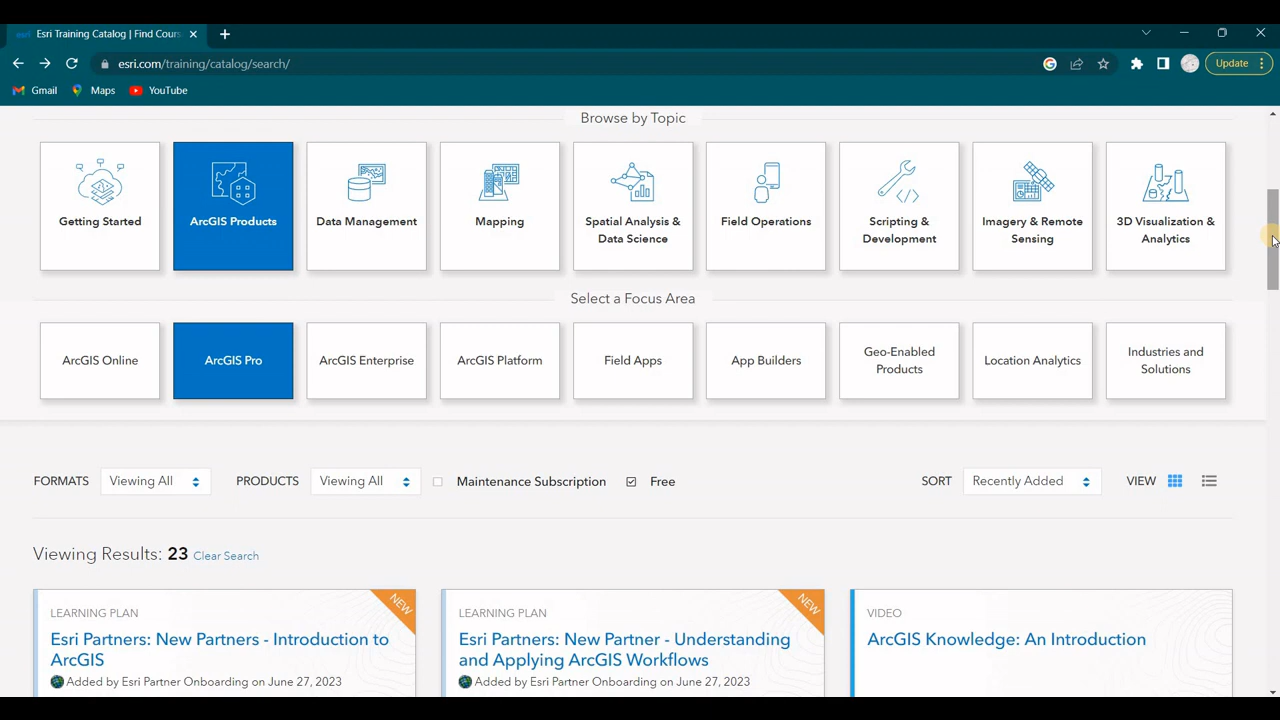 esri Esri Training Catalog | Find Cours
esri.com/training/catalog/search/
Update
Gmail Maps YouTube
Browse by Topic
Getting Started
ArcGIS Products
Data Management
Mapping
Spatial Analysis &
Data Science
Field Operations
Scripting &
Development
Imagery & Remote
Sensing
3D Visualization &
Analytics
Select a Focus Area
ArcGIS Online
ArcGIS Pro
ArcGIS Enterprise
ArcGIS Platform
Field Apps
App Builders
Geo-Enabled
Products
Location Analytics
Industries and
Solutions
FORMATS Viewing All PRODUCTS Viewing All Maintenance Subscription Free SORT Recently Added VIEW
Viewing Results: 23 Clear Search
LEARNING PLAN
NEW
Esri Partners: New Partners - Introduction to
ArcGIS
Added by Esri Partner Onboarding on June 27, 2023
LEARNING PLAN
NEW
Esri Partners: New Partner - Understanding
and Applying ArcGIS Workflows
Added by Esri Partner Onboarding on June 27, 2023
VIDEO
ArcGIS Knowledge: An Introduction